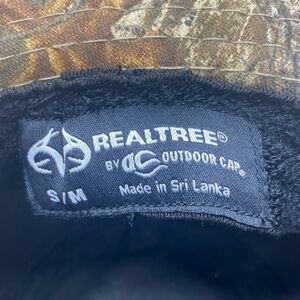 REALTREE®
BY OC OUTDOOR CAP®
S/M
Made in Sri Lanka